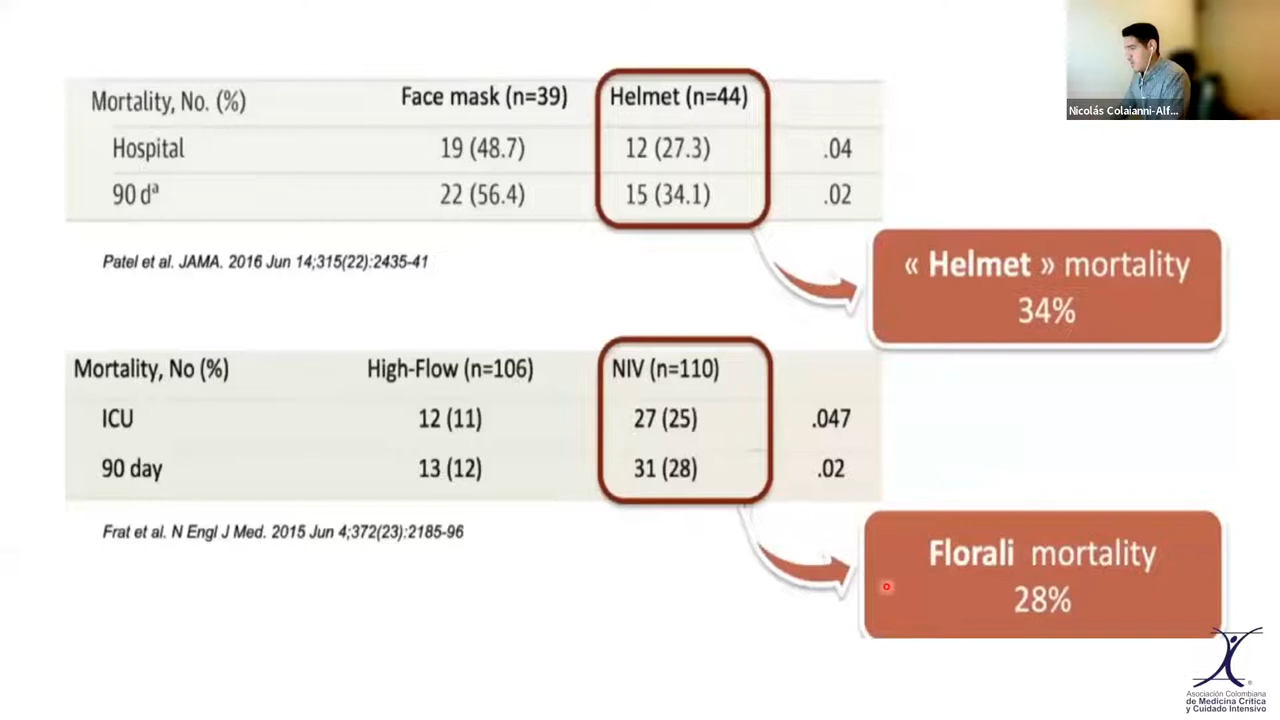 Nicolás Colaianni-Alf...
Mortality, No. (%) Face mask (n=39) Helmet (n=44)
Hospital 19 (48.7) 12 (27.3) .04
90 dª 22 (56.4) 15 (34.1) .02
Patel et al. JAMA. 2016 Jun 14;315(22):2435-41
« Helmet » mortality
34%
Mortality, No (%) High-Flow (n=106) NIV (n=110)
ICU 12 (11) 27 (25) .047
90 day 13 (12) 31 (28) .02
Frat et al. N Engl J Med. 2015 Jun 4;372(23):2185-96
Florali mortality
28%
Asociación Colombiana
de Medicina Crítica
y Cuidado Intensivo